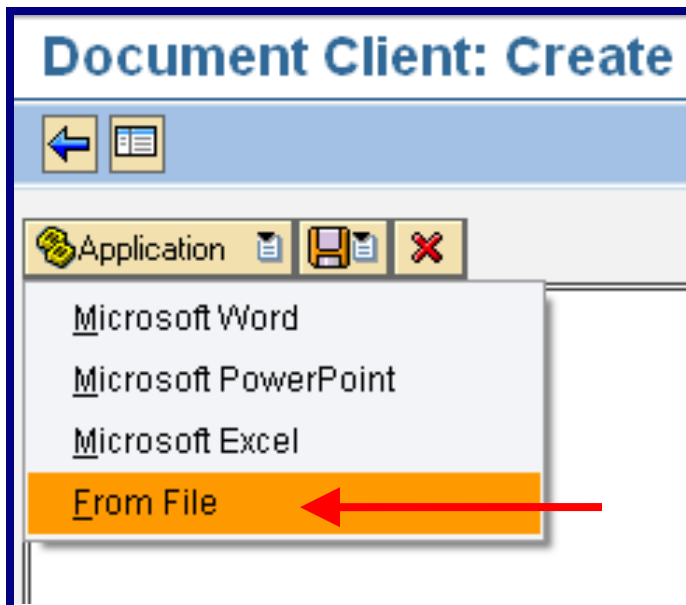 Document Client: Create
Application
Microsoft Word
Microsoft PowerPoint
Microsoft Excel
From File